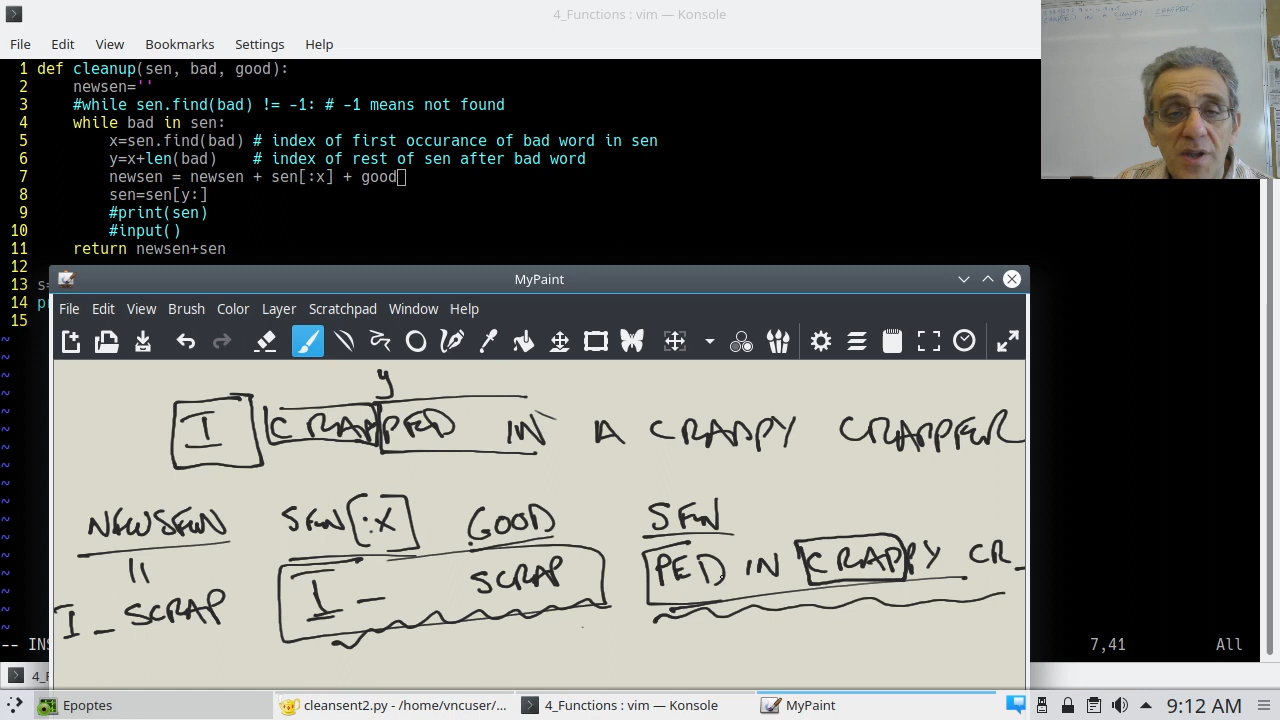 4_Functions : vim — Konsole
File Edit View Bookmarks Settings Help
1 def cleanup(sen, bad, good):
2 newsen=''
3 #while sen.find(bad) != -1: # -1 means not found
4 while bad in sen:
5 x=sen.find(bad) # index of first occurance of bad word in sen
6 y=x+len(bad) # index of rest of sen after bad word
7 newsen = newsen + sen[:x] + good
8 sen=sen[y:]
9 #print(sen)
10 #input()
11 return newsen+sen
12
13 s=
14 pr
15
MyPaint
File Edit View Brush Color Layer Scratchpad Window Help
y
I CRAPPED IN A CRAPPY CRAPPER
NEWSEN SEN[:X] GOOD SEN
I_ SCRAP PED IN CRAPPY CR_
I_ SCRAP
-- INS 7,41 All
4_F
Epoptes cleansent2.py - /home/vncuser/... 4_Functions : vim — Konsole MyPaint 9:12 AM